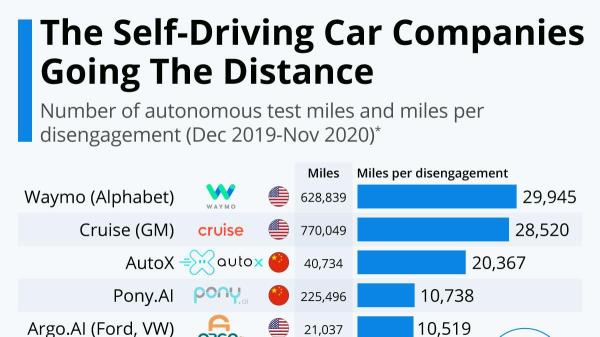 The Self-Driving Car Companies
Going The Distance
Number of autonomous test miles and miles per
disengagement (Dec 2019-Nov 2020)*
Miles Miles per disengagement
Waymo (Alphabet) WAYMO 628,839 29,945
Cruise (GM) cruise 770,049 28,520
AutoX autox 40,734 20,367
Pony.AI pony.ai 225,496 10,738
Argo.AI (Ford, VW) 21,037 10,519